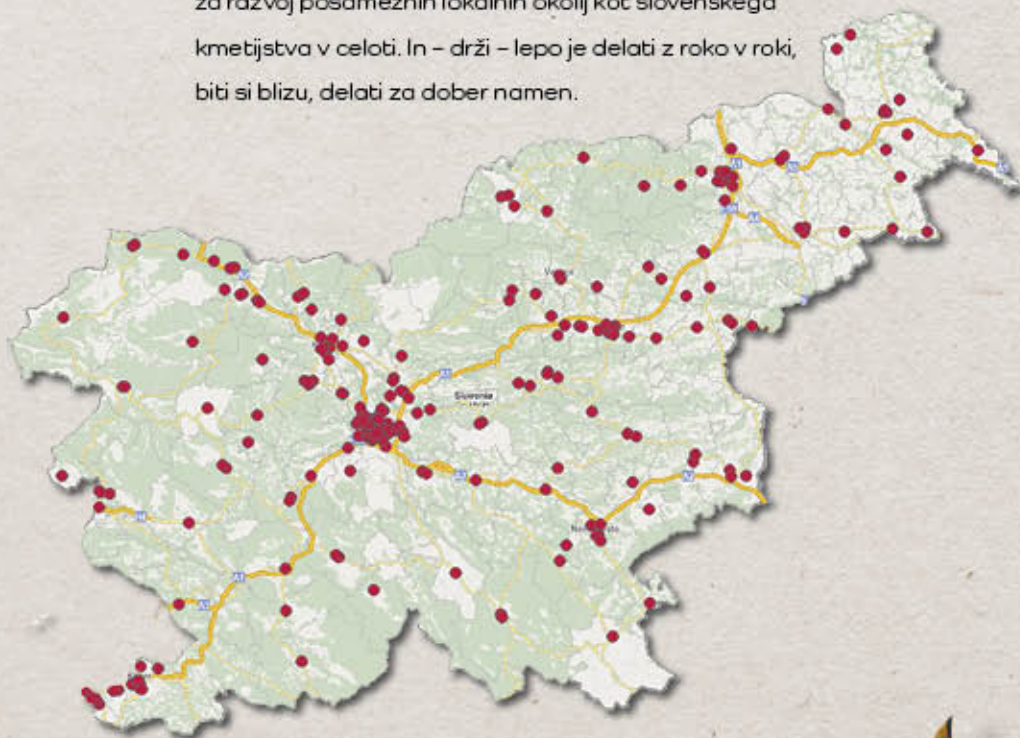 za razvoj posameznih lokalnih okolij kot slovenskega
kmetijstva v celoti. In – drži – lepo je delati z roko v roki,
biti si blizu, delati za dober namen.
Slovenia